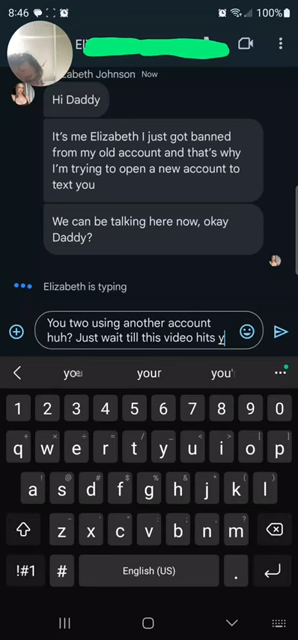 8:46
100%
El
zabeth Johnson Now
Hi Daddy
It's me Elizabeth I just got banned
from my old account and that's why
I'm trying to open a new account to
text you
We can be talking here now, okay
Daddy?
Elizabeth is typing
You two using another account
huh? Just wait till this video hits y
you your you'
1 2 3 4 5 6 7 8 9 0
q w e r t y u i o p
a s d f g h j k l
z x c v b n m
!#1 # English (US) .